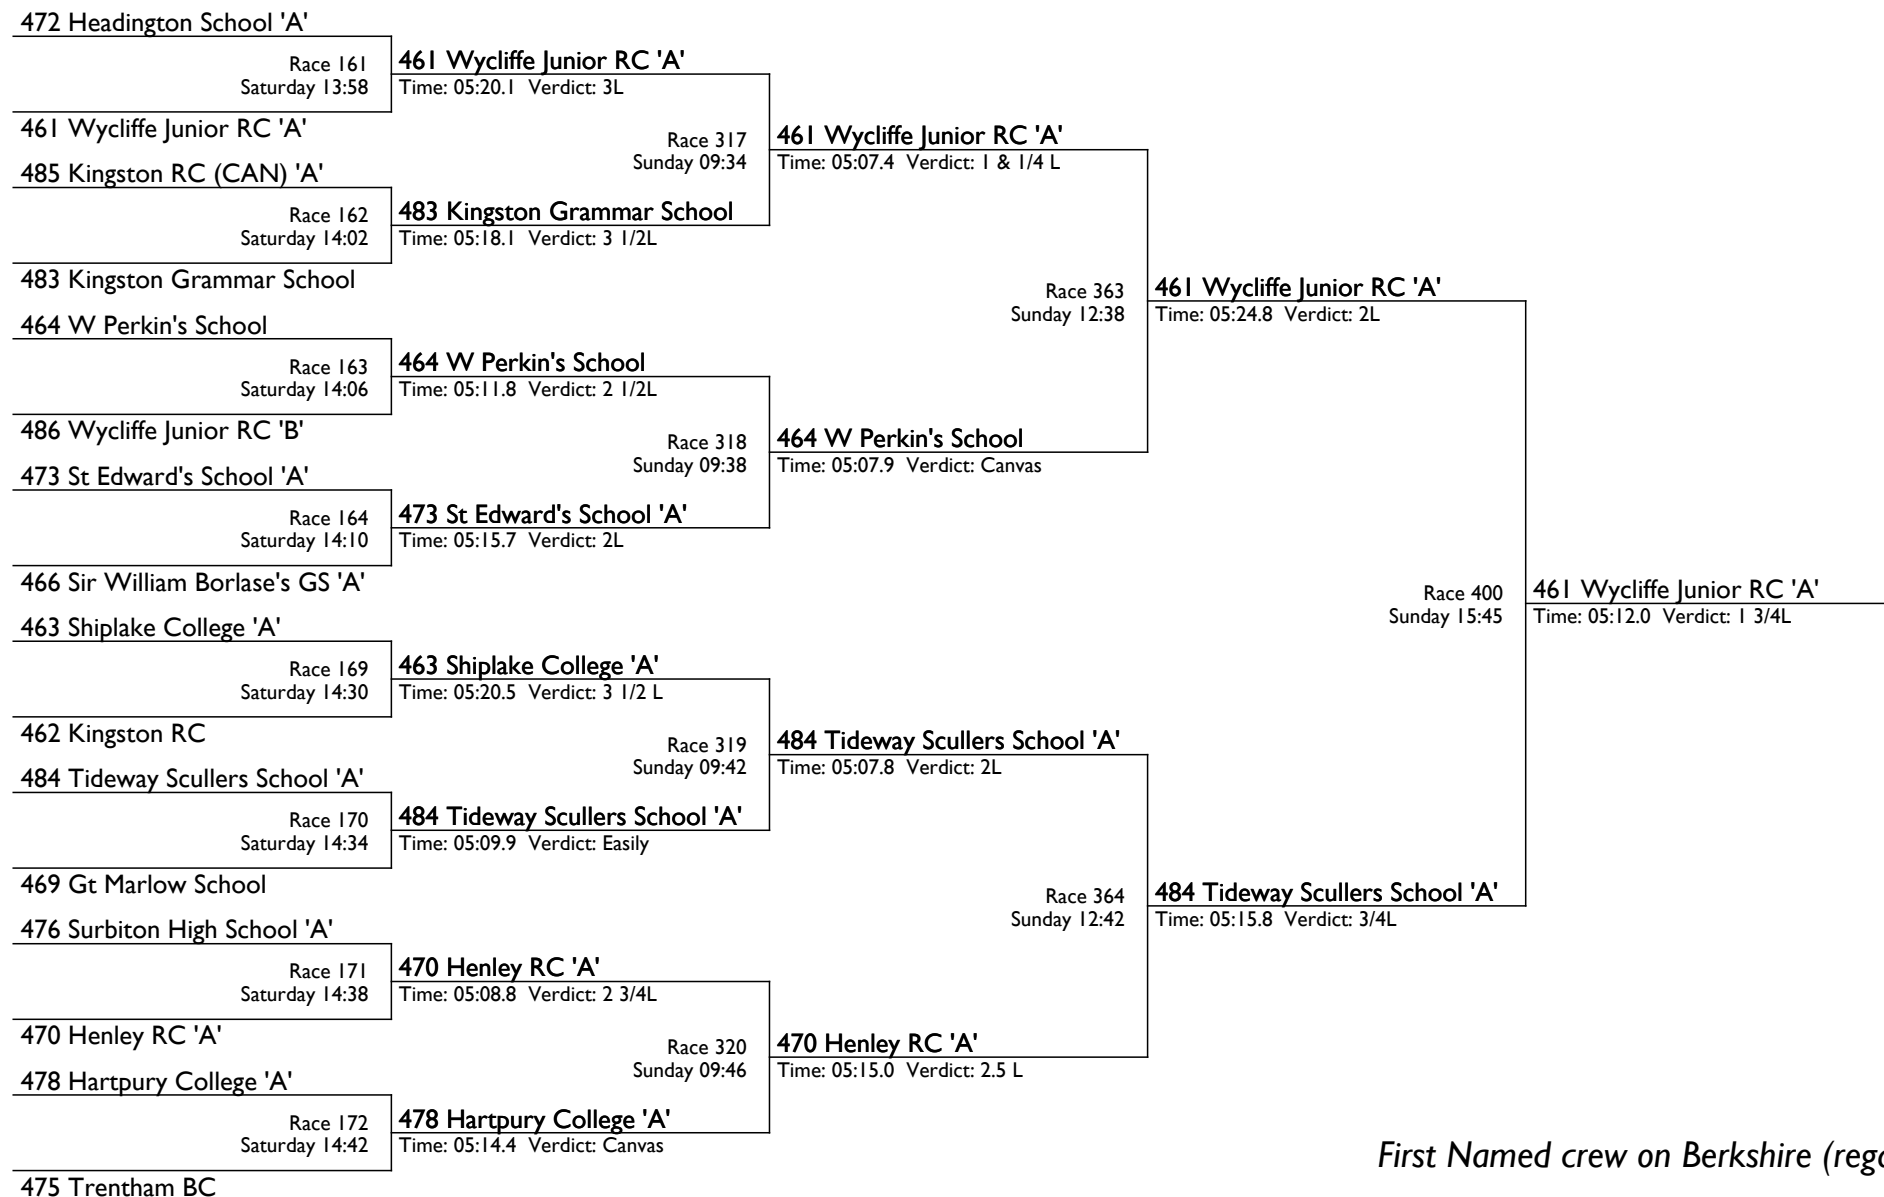 472 Headington School 'A'
Race 161
Saturday 13:58
461 Wycliffe Junior RC 'A'
485 Kingston RC (CAN) 'A'
Race 162
Saturday 14:02
483 Kingston Grammar School
464 W Perkin's School
Race 163
Saturday 14:06
486 Wycliffe Junior RC 'B'
473 St Edward's School 'A'
Race 164
Saturday 14:10
466 Sir William Borlase's GS 'A'
463 Shiplake College 'A'
Race 169
Saturday 14:30
462 Kingston RC
484 Tideway Scullers School 'A'
Race 170
Saturday 14:34
469 Gt Marlow School
476 Surbiton High School 'A'
Race 171
Saturday 14:38
470 Henley RC 'A'
478 Hartpury College 'A'
Race 172
Saturday 14:42
475 Trentham BC
461 Wycliffe Junior RC 'A'
Time: 05:20.1 Verdict: 3L
Race 317
Sunday 09:34
483 Kingston Grammar School
Time: 05:18.1 Verdict: 3 1/2L
464 W Perkin's School
Time: 05:11.8 Verdict: 2 1/2L
Race 318
Sunday 09:38
473 St Edward's School 'A'
Time: 05:15.7 Verdict: 2L
463 Shiplake College 'A'
Time: 05:20.5 Verdict: 3 1/2 L
Race 319
Sunday 09:42
484 Tideway Scullers School 'A'
Time: 05:09.9 Verdict: Easily
470 Henley RC 'A'
Time: 05:08.8 Verdict: 2 3/4L
Race 320
Sunday 09:46
478 Hartpury College 'A'
Time: 05:14.4 Verdict: Canvas
461 Wycliffe Junior RC 'A'
Time: 05:07.4 Verdict: 1 & 1/4 L
Race 363
Sunday 12:38
464 W Perkin's School
Time: 05:07.9 Verdict: Canvas
484 Tideway Scullers School 'A'
Time: 05:07.8 Verdict: 2L
Race 364
Sunday 12:42
470 Henley RC 'A'
Time: 05:15.0 Verdict: 2.5 L
461 Wycliffe Junior RC 'A'
Time: 05:24.8 Verdict: 2L
Race 400
Sunday 15:45
484 Tideway Scullers School 'A'
Time: 05:15.8 Verdict: 3/4L
461 Wycliffe Junior RC 'A'
Time: 05:12.0 Verdict: 1 3/4L
First Named crew on Berkshire